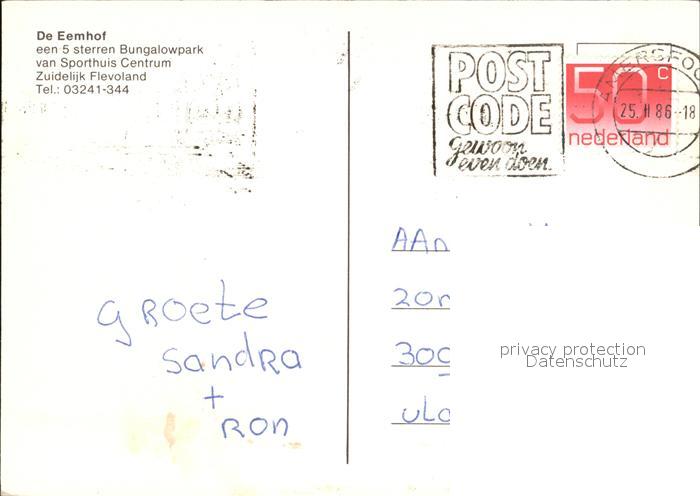 De Eemhof
een 5 sterren Bungalowpark
van Sporthuis Centrum
Zuidelijk Flevoland
Tel.: 03241-344
POST
CODE
gewoon
even doen.
50 c
nederland
25. II 86.-18
GROETE
SandRA
+
RON
AAn
privacy protection
Datenschutz